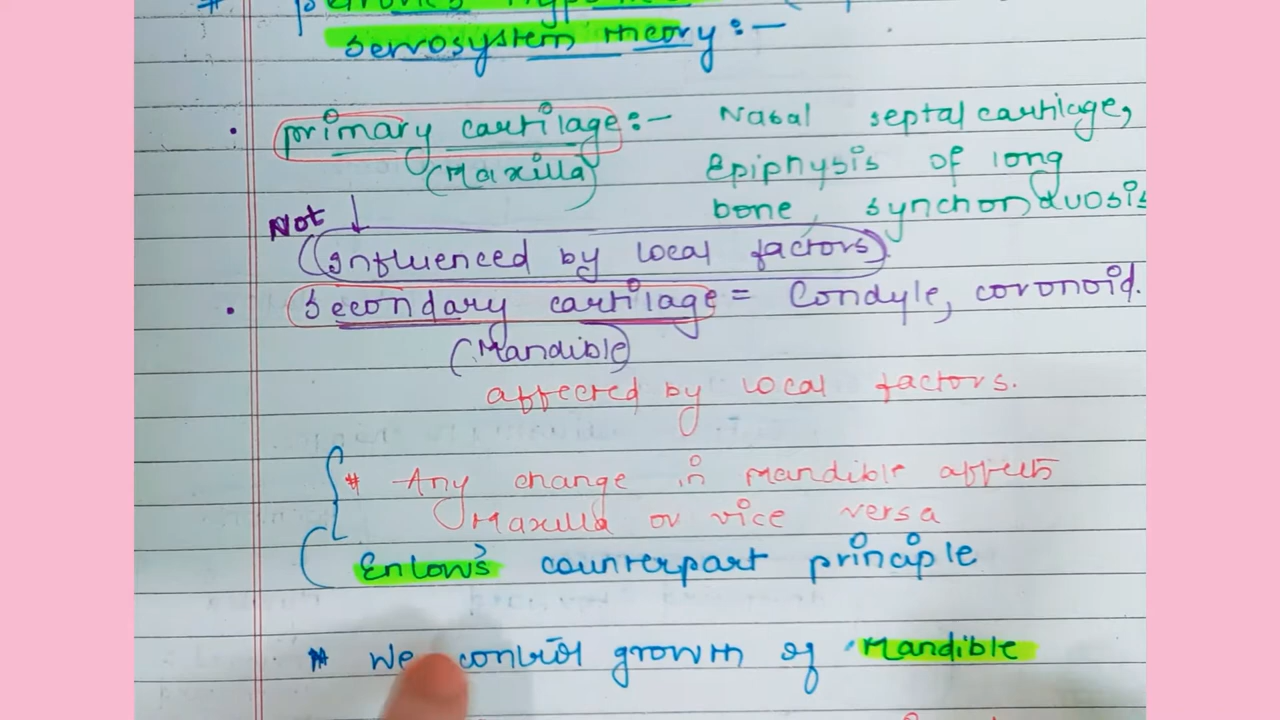 servosystem theory:-
• primary cartilage:- Nasal septal cartilage,
(Maxilla) Epiphysis of long
bone, synchondrosis
Not ↓
(Influenced by local factors)
• Secondary cartilage = Condyle, coronoid.
(Mandible)
affected by local factors.
# Any change in mandible affects
Maxilla or vice versa
Enlow's counterpart principle
We control growth of Mandible